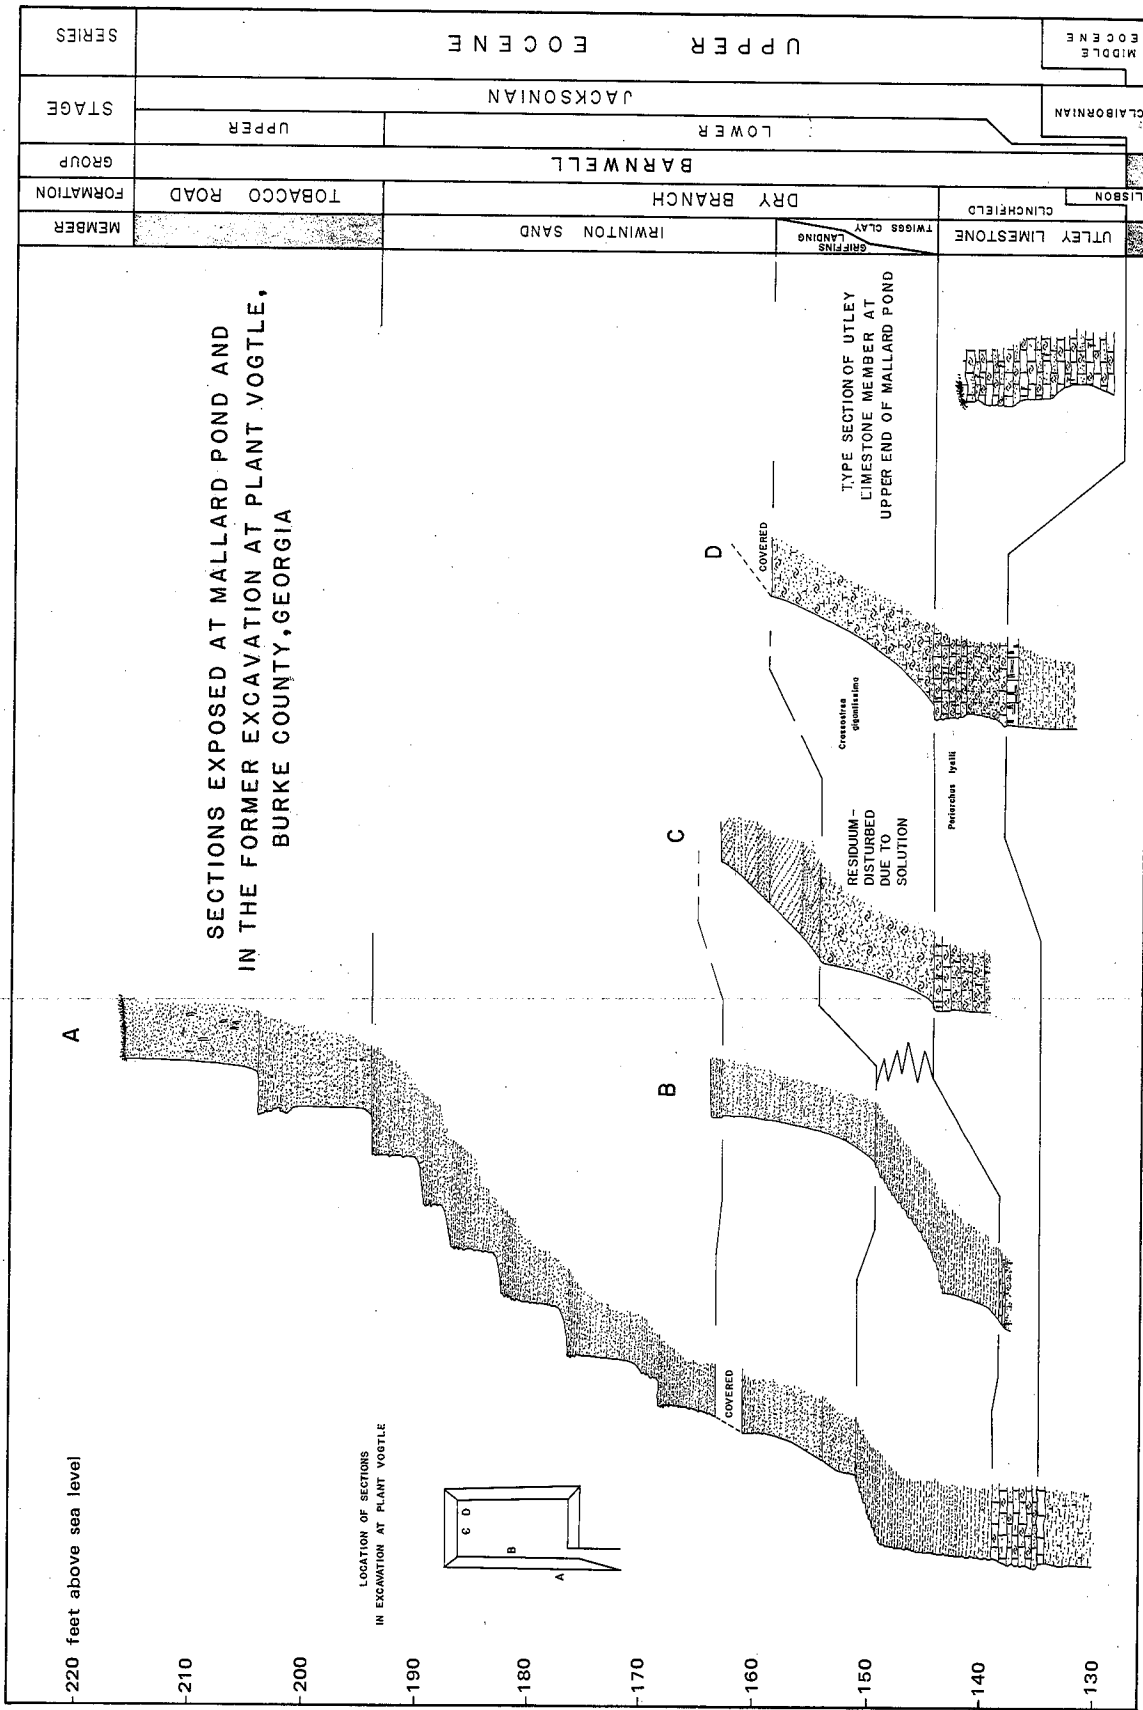 SECTIONS EXPOSED AT MALLARD POND AND
IN THE FORMER EXCAVATION AT PLANT VOGTLE,
BURKE COUNTY, GEORGIA
220 feet above sea level
210
200
190
180
170
160
150
140
130
LOCATION OF SECTIONS
IN EXCAVATION AT PLANT VOGTLE
A
B
C
D
A
COVERED
B
C
RESIDUUM-
DISTURBED
DUE TO
SOLUTION
Crassostrea
gigantissima
Periarchus lyelli
D
COVERED
TYPE SECTION OF UTLEY
LIMESTONE MEMBER AT
UPPER END OF MALLARD POND
SERIES
UPPER EOCENE
MIDDLE
EOCENE
STAGE
JACKSONIAN
UPPER
LOWER
CLAIBORNIAN
GROUP
BARNWELL
FORMATION
TOBACCO
ROAD
DRY BRANCH
CLINCHFIELD
LISBON
MEMBER
IRWINTON SAND
GRIFFINS
LANDING
TWIGGS CLAY
UTLEY LIMESTONE